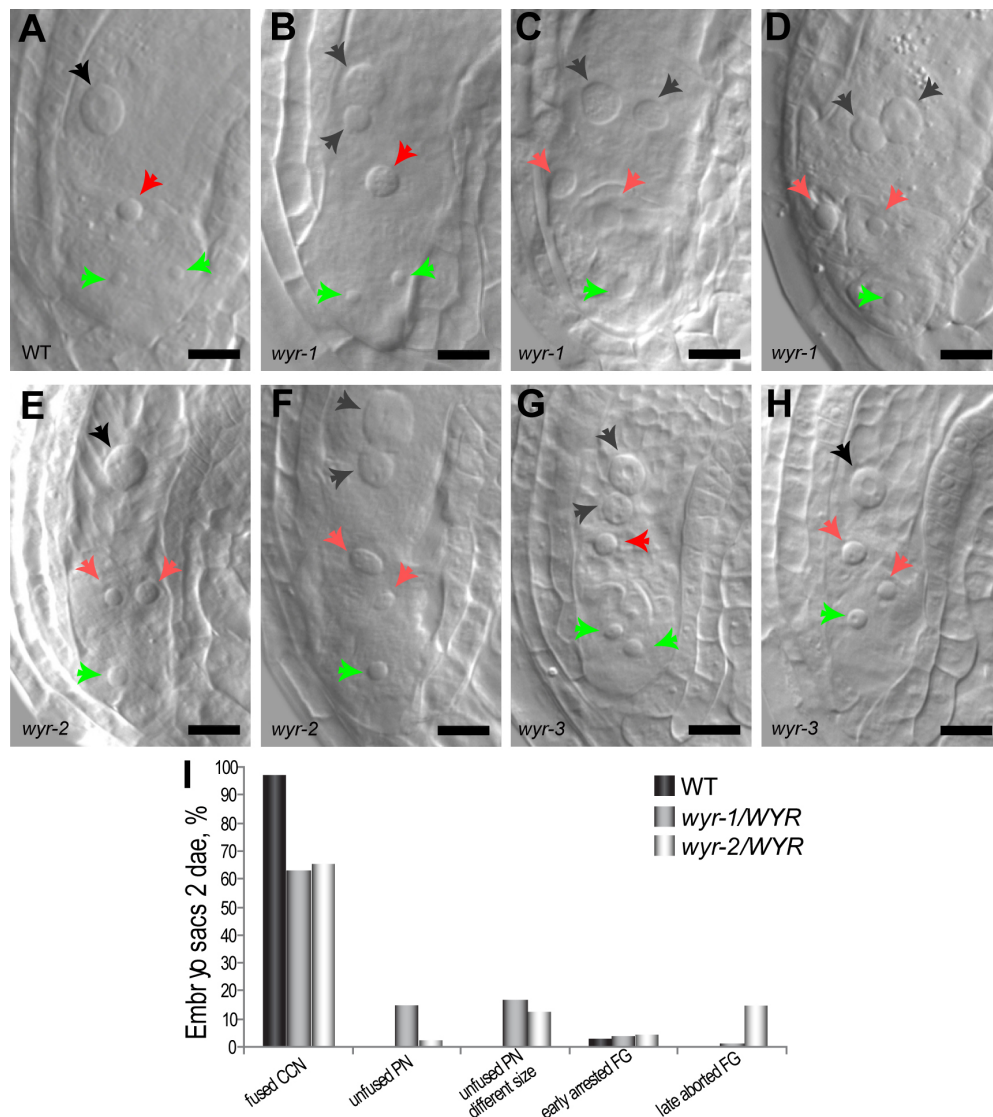 A
B
C
D
WT
wyr-1
wyr-1
wyr-1
E
F
G
H
wyr-2
wyr-2
wyr-3
wyr-3
I
Embryo sacs 2 dae, %
100
90
80
70
60
50
40
30
20
10
0
fused CON
unfused PN
unfused PN
different size
early arrested FG
late aborted FG
WT
wyr-1/WYR
wyr-2/WYR